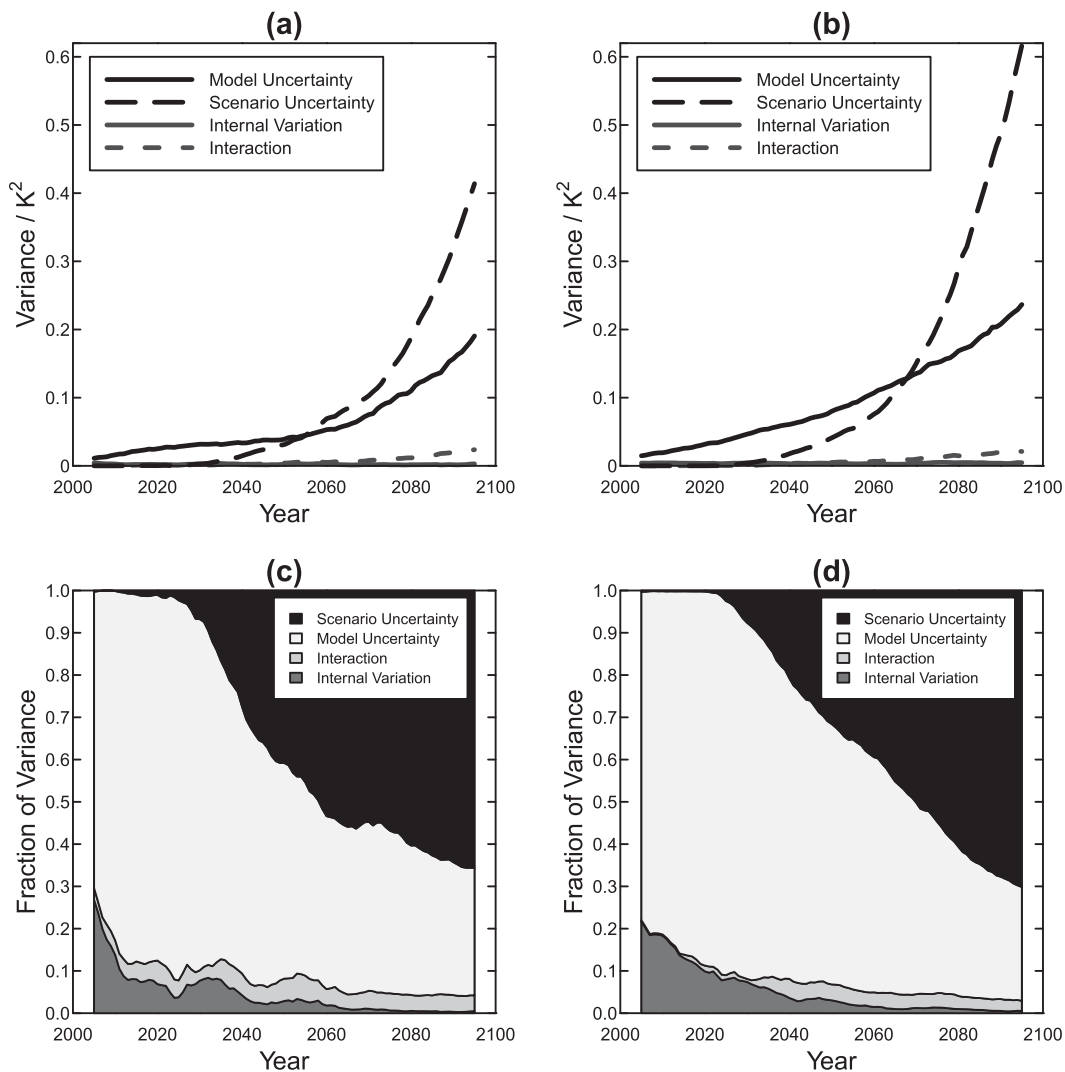 (a)
Variance / K²
0.6
0.5
0.4
0.3
0.2
0.1
0
Model Uncertainty
Scenario Uncertainty
Internal Variation
Interaction
2000 2020 2040 2060 2080 2100
Year
(b)
Variance / K²
0.6
0.5
0.4
0.3
0.2
0.1
0
Model Uncertainty
Scenario Uncertainty
Internal Variation
Interaction
2000 2020 2040 2060 2080 2100
Year
(c)
Fraction of Variance
1.0
0.9
0.8
0.7
0.6
0.5
0.4
0.3
0.2
0.1
0.0
Scenario Uncertainty
Model Uncertainty
Interaction
Internal Variation
2000 2020 2040 2060 2080 2100
Year
(d)
Fraction of Variance
1.0
0.9
0.8
0.7
0.6
0.5
0.4
0.3
0.2
0.1
0.0
Scenario Uncertainty
Model Uncertainty
Interaction
Internal Variation
2000 2020 2040 2060 2080 2100
Year